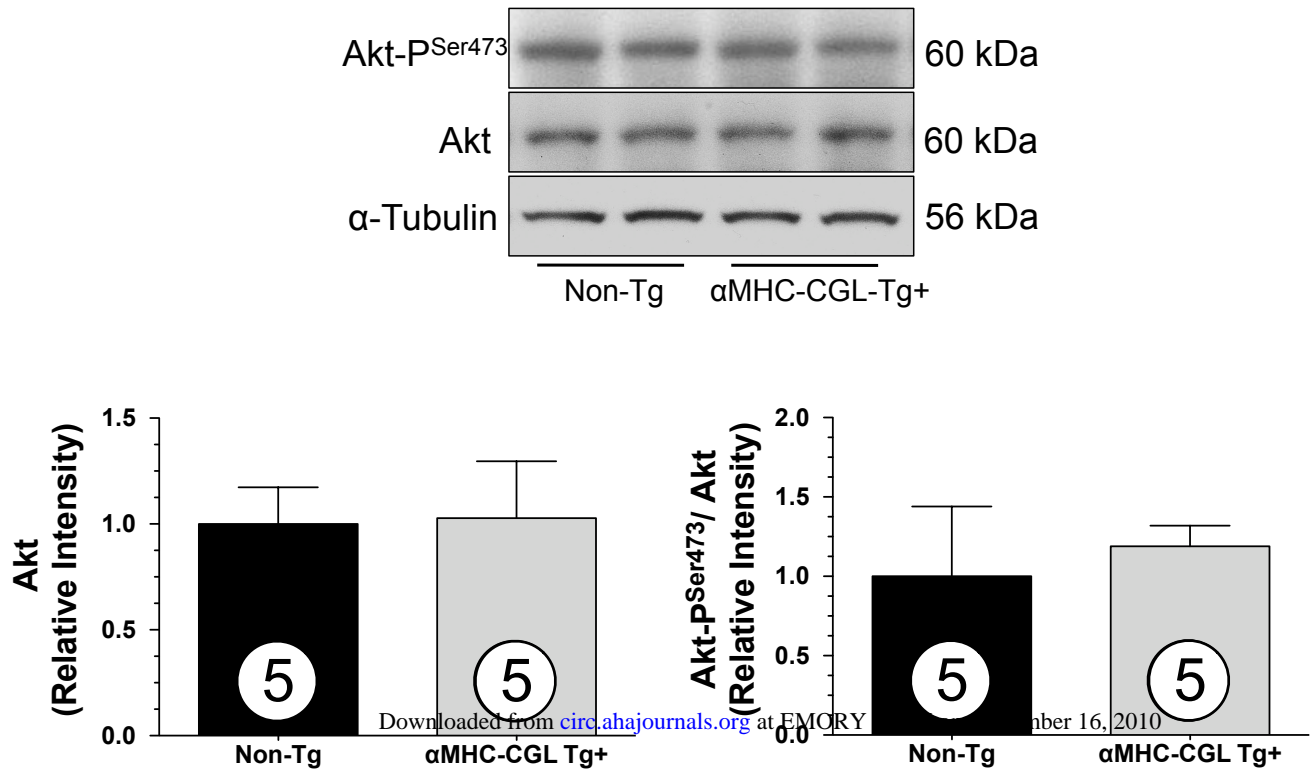 Akt-PSer473 60 kDa
Akt 60 kDa
α-Tubulin 56 kDa
Non-Tg αMHC-CGL-Tg+
Akt
(Relative Intensity)
1.5
1.0
0.5
0.0
5 5
Non-Tg αMHC-CGL Tg+
Akt-PSer473/ Akt
(Relative Intensity)
2.0
1.5
1.0
0.5
0.0
5 5
Non-Tg αMHC-CGL Tg+
Downloaded from circ.ahajournals.org at EMORY 16, 2010